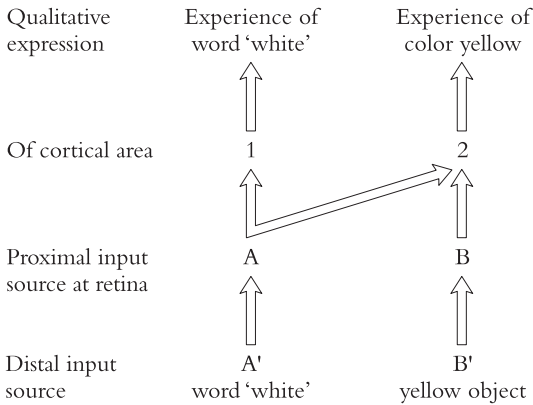 Qualitative expression
Experience of word ‘white’
Experience of color yellow
Of cortical area
1
2
Proximal input source at retina
A
B
Distal input source
A'
word ‘white’
B'
yellow object